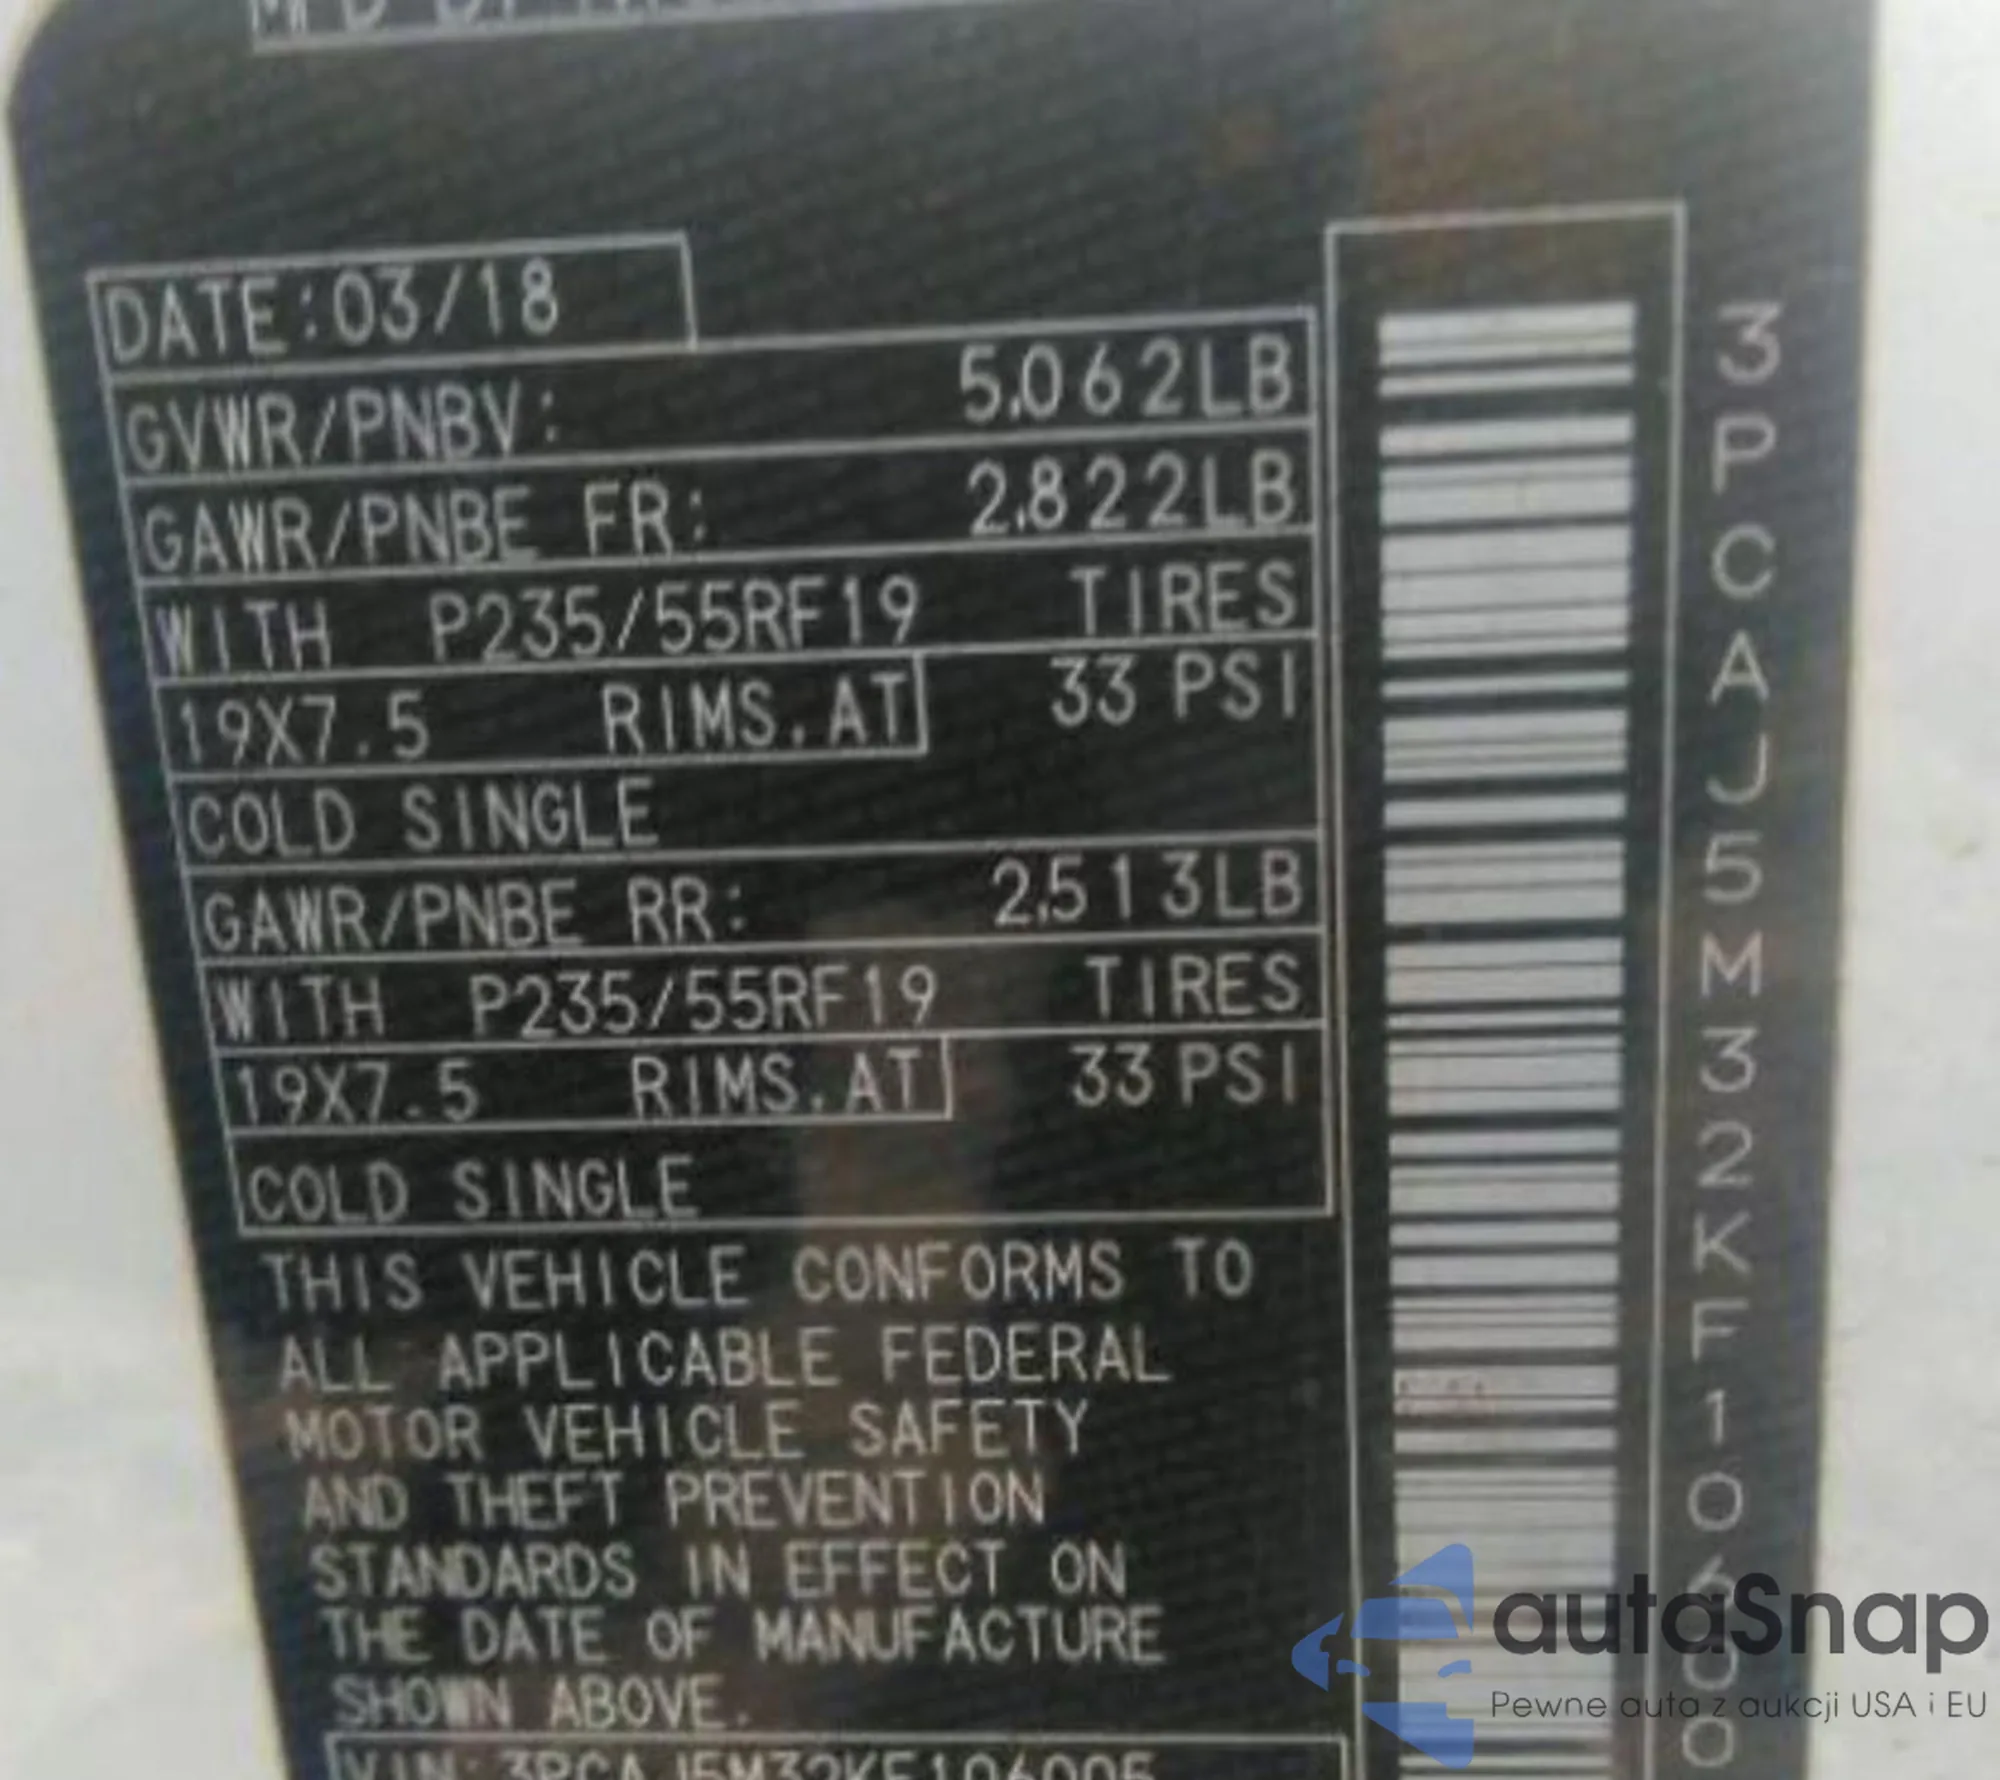 DATE:03/18
GVWR/PNBV: 5,062LB
GAWR/PNBE FR: 2,822LB
WITH P235/55RF19 TIRES
19X7.5 RIMS.AT 33 PSI
COLD SINGLE
GAWR/PNBE RR: 2,513LB
WITH P235/55RF19 TIRES
19X7.5 RIMS.AT 33 PSI
COLD SINGLE
THIS VEHICLE CONFORMS TO
ALL APPLICABLE FEDERAL
MOTOR VEHICLE SAFETY
AND THEFT PREVENTION
STANDARDS IN EFFECT ON
THE DATE OF MANUFACTURE
SHOWN ABOVE.
VIN: 3PCAJ5M32KF106005
3PCAJ5M32KF10600
autaSnap
Pewne auta z aukcji USA i EU